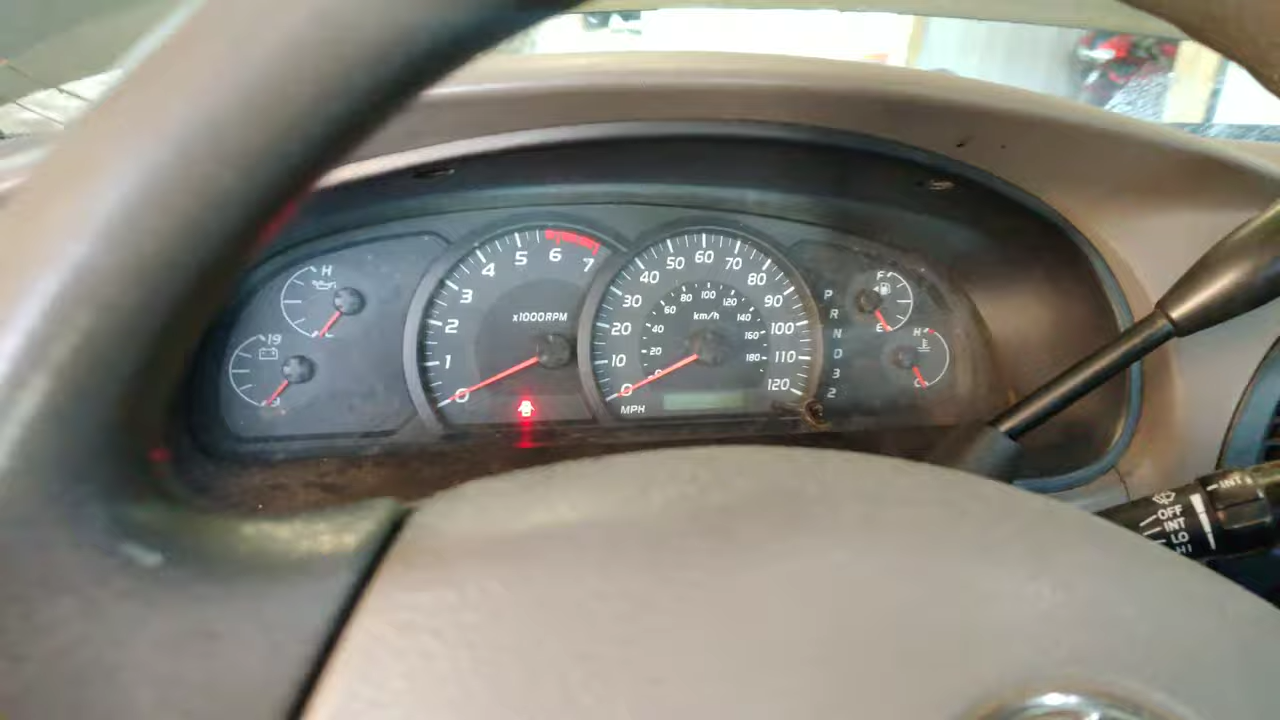 H
L
19
9
0 1 2 3 4 5 6 7
x1000RPM
0 10 20 30 40 50 60 70 80 90 100 110 120
0 20 40 60 80 100 120 140 160 180
km/h
MPH
P
R
N
D
3
2
F
E
H
C
INT
OFF
INT
LO
HI